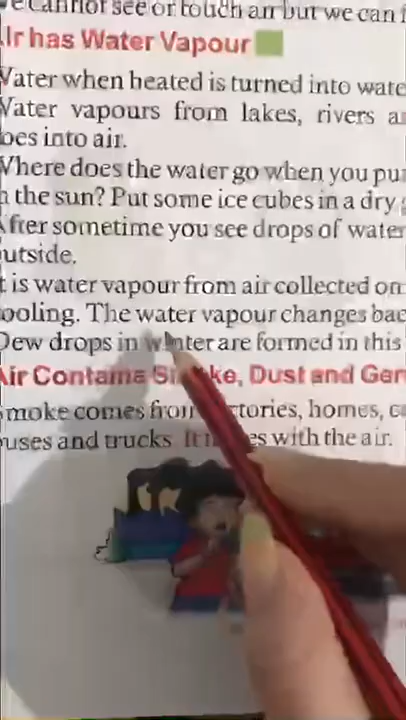 we cannot see or touch air but we can f
Ir has Water Vapour
Water when heated is turned into wate
Water vapours from lakes, rivers a
oes into air.
Where does the water go when you pu
n the sun? Put some ice cubes in a dry
After sometime you see drops of water
utside.
t is water vapour from air collected on
ooling. The water vapour changes bac
Dew drops in winter are formed in this
Air Contains Smoke, Dust and Ger
Smoke comes from factories, homes, c
uses and trucks. It mixes with the air.